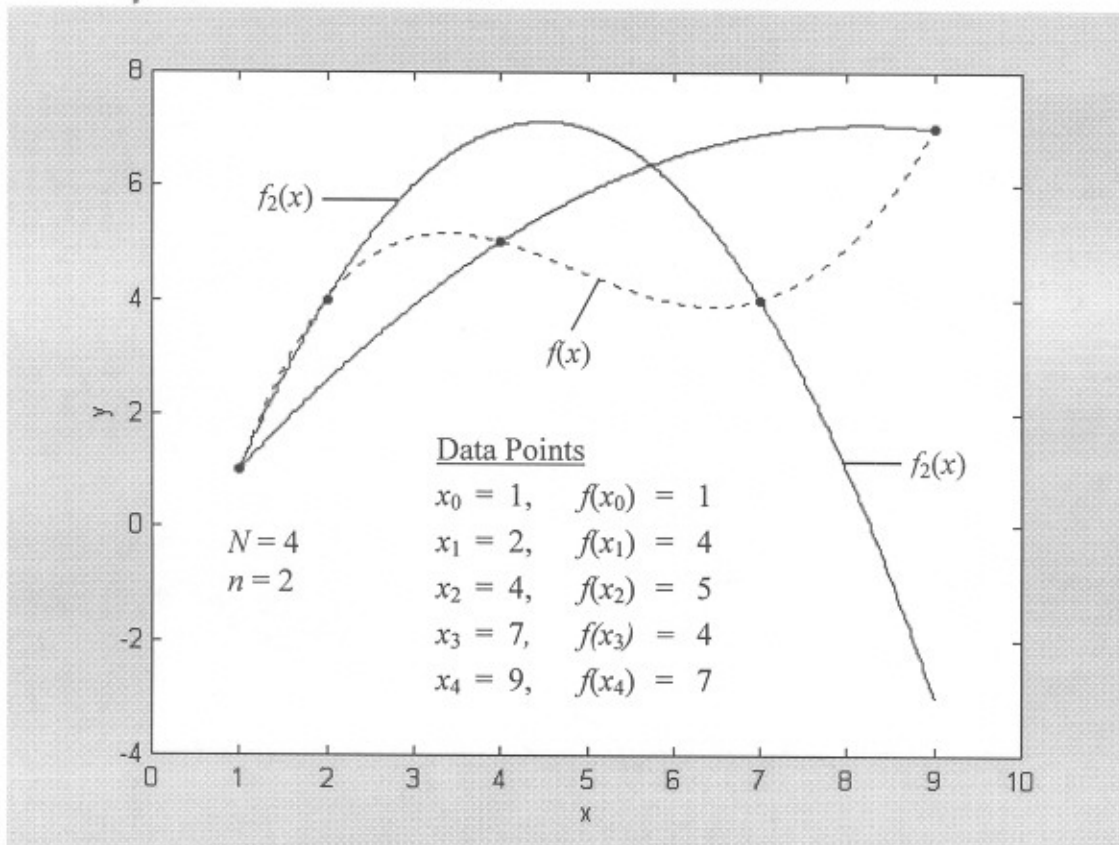 8
6
4
2
0
-2
-4
y
f₂(x)
f(x)
f₂(x)
Data Points
x₀ = 1, f(x₀) = 1
x₁ = 2, f(x₁) = 4
x₂ = 4, f(x₂) = 5
x₃ = 7, f(x₃) = 4
x₄ = 9, f(x₄) = 7
N = 4
n = 2
0 1 2 3 4 5 6 7 8 9 10
x